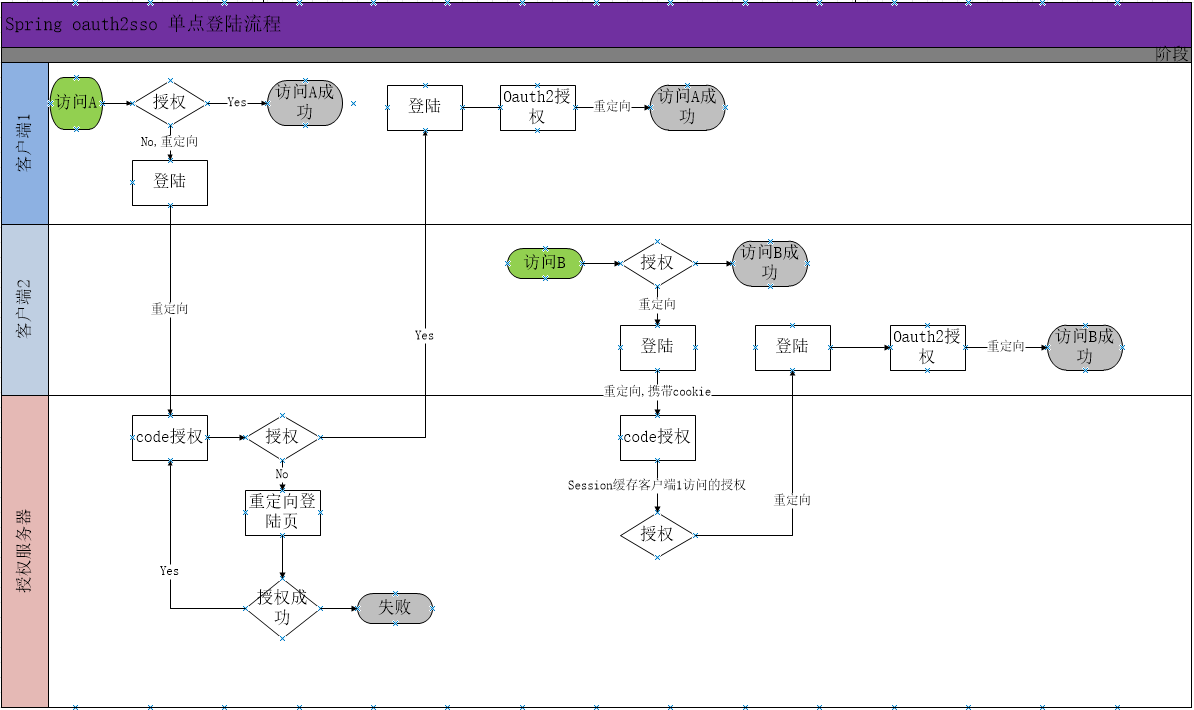 Spring oauth2sso 单点登陆流程
阶段
客户端1
访问A
授权
Yes
访问A成
功
No,重定向
登陆
登陆
Oauth2授
权
重定向
访问A成
功
重定向
客户端2
访问B
授权
访问B成
功
重定向
登陆
重定向,携带cookie
登陆
Oauth2授
权
重定向
访问B成
功
Yes
授权服务器
code授权
授权
No
重定向登
陆页
Yes
授权成
功
失败
code授权
Session缓存客户端1访问的授权
授权
重定向